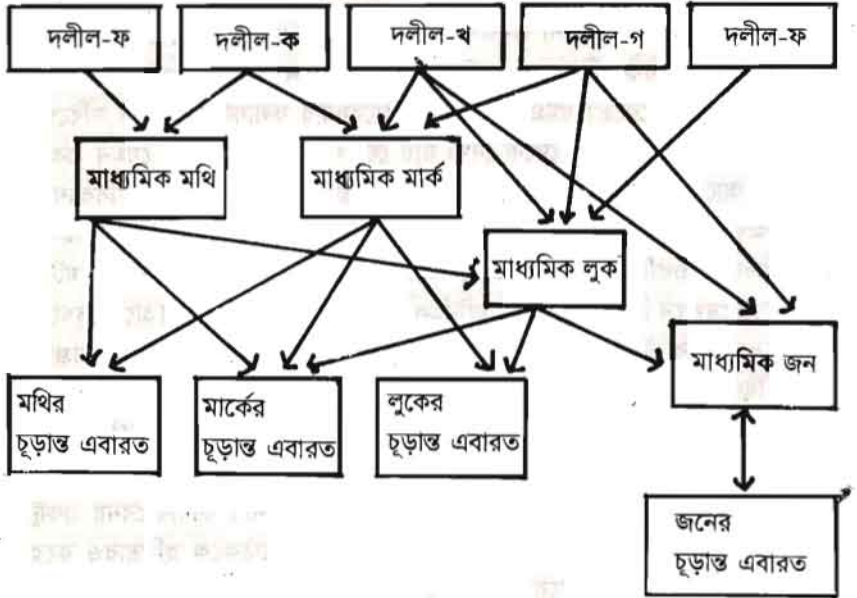 দলীল-ফ
দলীল-ক
দলীল-খ
দলীল-গ
দলীল-ফ
মাধ্যমিক মথি
মাধ্যমিক মার্ক
মাধ্যমিক লুক
মাধ্যমিক জন
মথির
চূড়ান্ত এবারত
মার্কের
চূড়ান্ত এবারত
লুকের
চূড়ান্ত এবারত
জনের
চূড়ান্ত এবারত